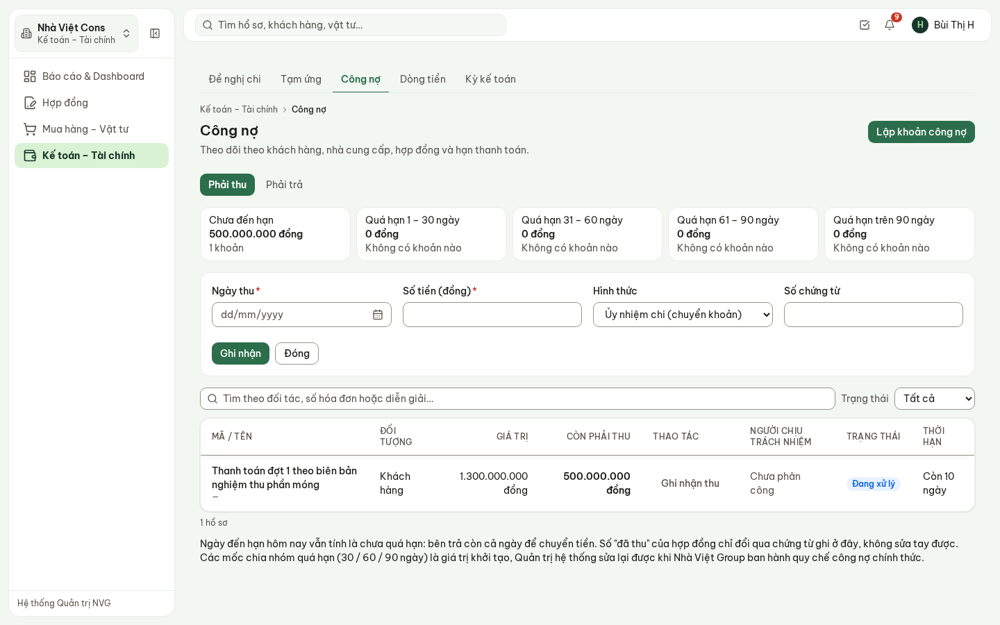 Nhà Việt Cons
Kế toán – Tài chính
Báo cáo & Dashboard
Hợp đồng
Mua hàng – Vật tư
Kế toán – Tài chính
Hệ thống Quản trị NVG
Tìm hồ sơ, khách hàng, vật tư...
9
H
Bùi Thị H
Đề nghị chi
Tạm ứng
Công nợ
Dòng tiền
Kỳ kế toán
Kế toán – Tài chính > Công nợ
Công nợ
Theo dõi theo khách hàng, nhà cung cấp, hợp đồng và hạn thanh toán.
Lập khoản công nợ
Phải thu
Phải trả
Chưa đến hạn
500.000.000 đồng
1 khoản
Quá hạn 1 – 30 ngày
0 đồng
Không có khoản nào
Quá hạn 31 – 60 ngày
0 đồng
Không có khoản nào
Quá hạn 61 – 90 ngày
0 đồng
Không có khoản nào
Quá hạn trên 90 ngày
0 đồng
Không có khoản nào
Ngày thu *
dd/mm/yyyy
Số tiền (đồng) *
Hình thức
Ủy nhiệm chi (chuyển khoản)
Số chứng từ
Ghi nhận
Đóng
Tìm theo đối tác, số hóa đơn hoặc diễn giải...
Trạng thái
Tất cả
MÃ / TÊN
ĐỐI
TƯỢNG
GIÁ TRỊ
CÒN PHẢI THU
THAO TÁC
NGƯỜI CHỊU
TRÁCH NHIỆM
TRẠNG THÁI
THỜI
HẠN
Thanh toán đợt 1 theo biên bản
nghiệm thu phần móng
—
Khách
hàng
1.300.000.000
đồng
500.000.000
đồng
Ghi nhận thu
Chưa phân
công
Đang xử lý
Còn 10
ngày
1 hồ sơ
Ngày đến hạn hôm nay vẫn tính là chưa quá hạn: bên trả còn cả ngày để chuyển tiền. Số "đã thu" của hợp đồng chỉ đổi qua chứng từ ghi ở đây, không sửa tay được.
Các mốc chia nhóm quá hạn (30 / 60 / 90 ngày) là giá trị khởi tạo, Quản trị hệ thống sửa lại được khi Nhà Việt Group ban hành quy chế công nợ chính thức.